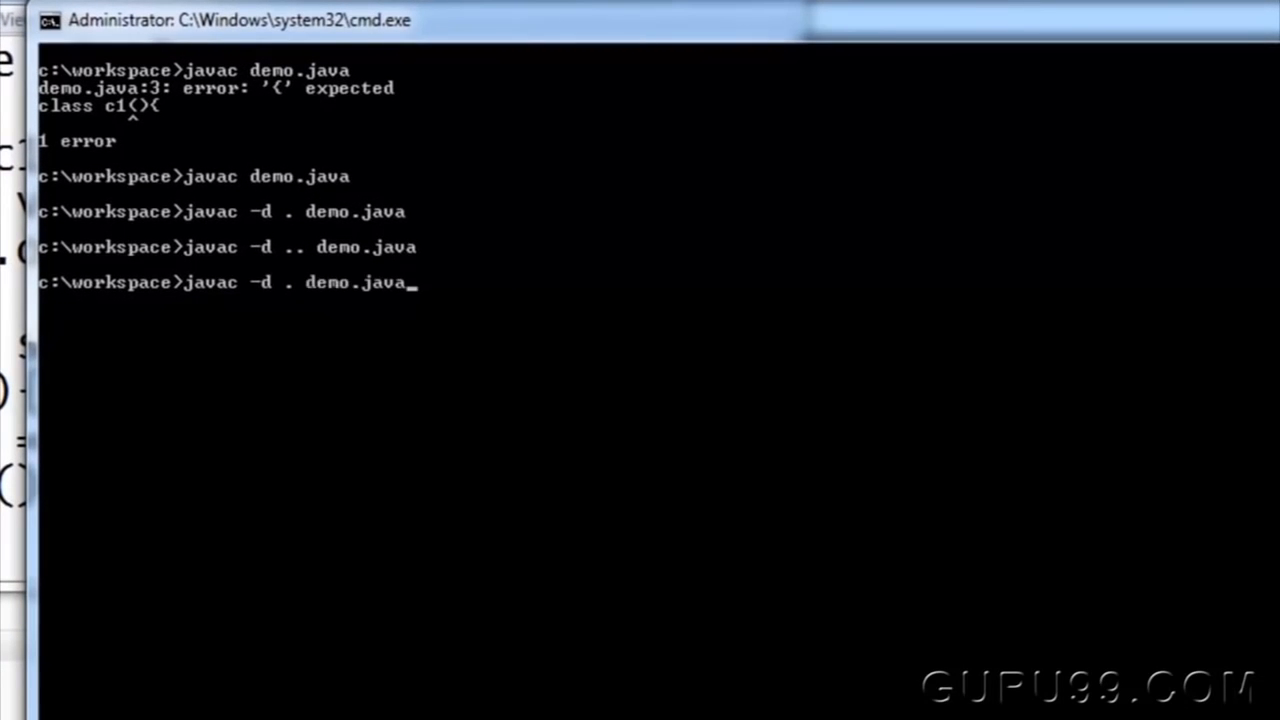 Administrator: C:\Windows\system32\cmd.exe
c:\workspace>javac demo.java
demo.java:3: error: '{' expected
class c1(){
^
1 error
c:\workspace>javac demo.java
c:\workspace>javac -d . demo.java
c:\workspace>javac -d .. demo.java
c:\workspace>javac -d . demo.java_
GURU99.COM